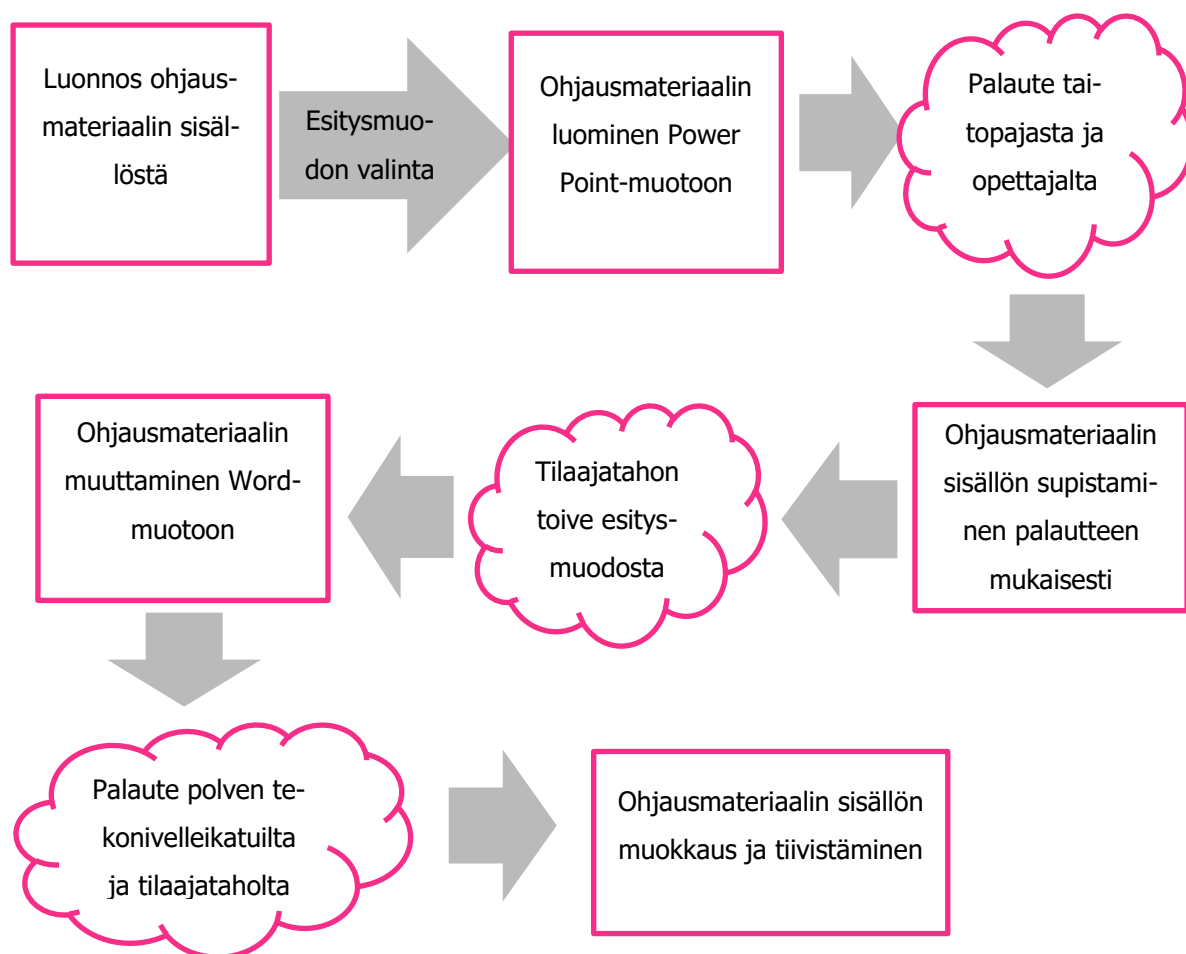 Luonnos ohjaus-
materiaalin sisäl-
löstä
Esitysmuo-
don valinta
Ohjausmateriaalin
luominen Power
Point-muotoon
Palaute tai-
topajasta ja
opettajalta
Ohjausmateriaalin
sisällön supistami-
nen palautteen
mukaisesti
Tilaajatahon
toive esitys-
muodosta
Ohjausmateriaalin
muuttaminen Word-
muotoon
Palaute polven te-
konivelleikatuilta
ja tilaajataholta
Ohjausmateriaalin sisällön
muokkaus ja tiivistäminen